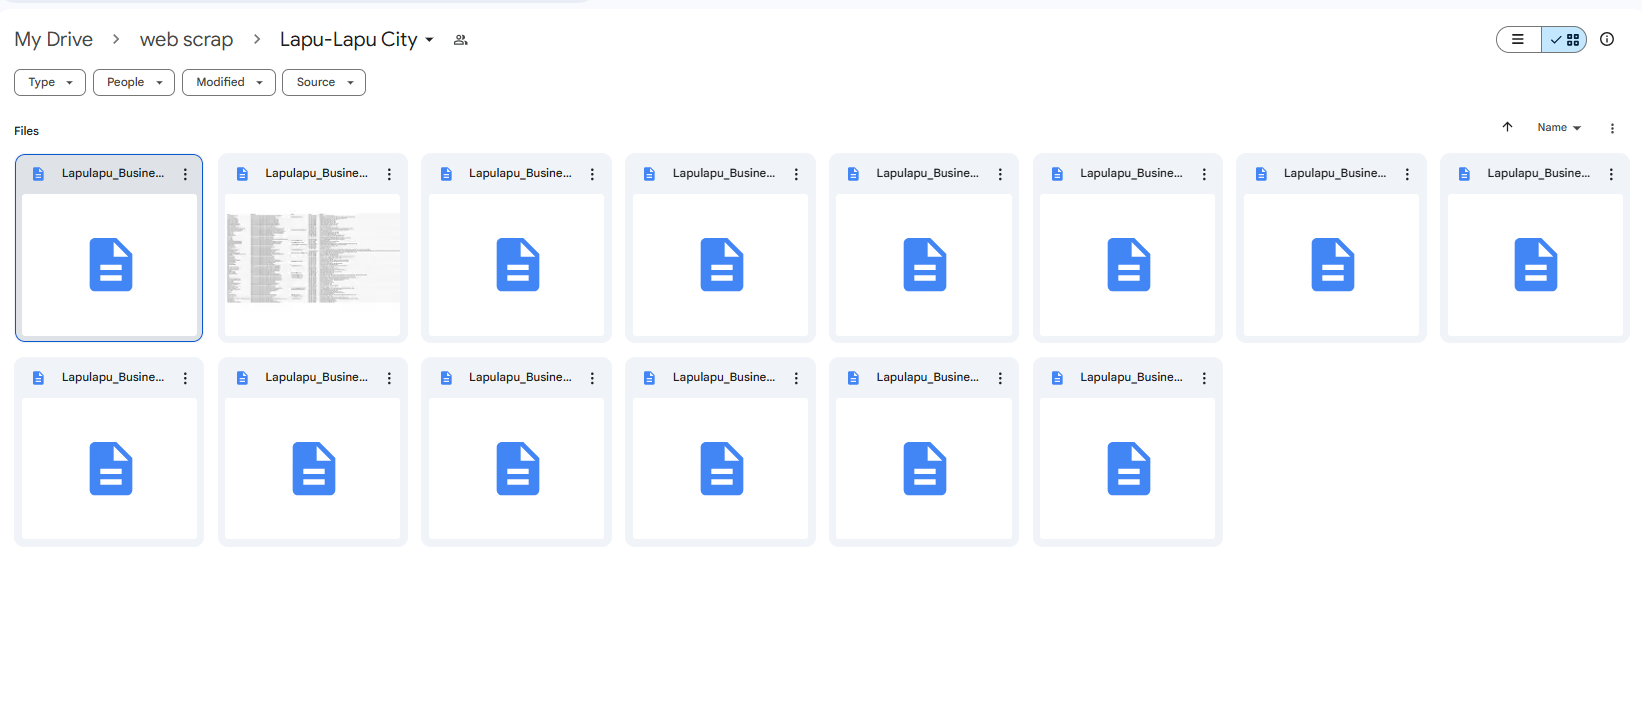 My Drive > web scrap > Lapu-Lapu City
Type People Modified Source
Files Name
Lapulapu_Busine... Lapulapu_Busine... Lapulapu_Busine... Lapulapu_Busine... Lapulapu_Busine... Lapulapu_Busine... Lapulapu_Busine... Lapulapu_Busine...
Lapulapu_Busine... Lapulapu_Busine... Lapulapu_Busine... Lapulapu_Busine... Lapulapu_Busine... Lapulapu_Busine...